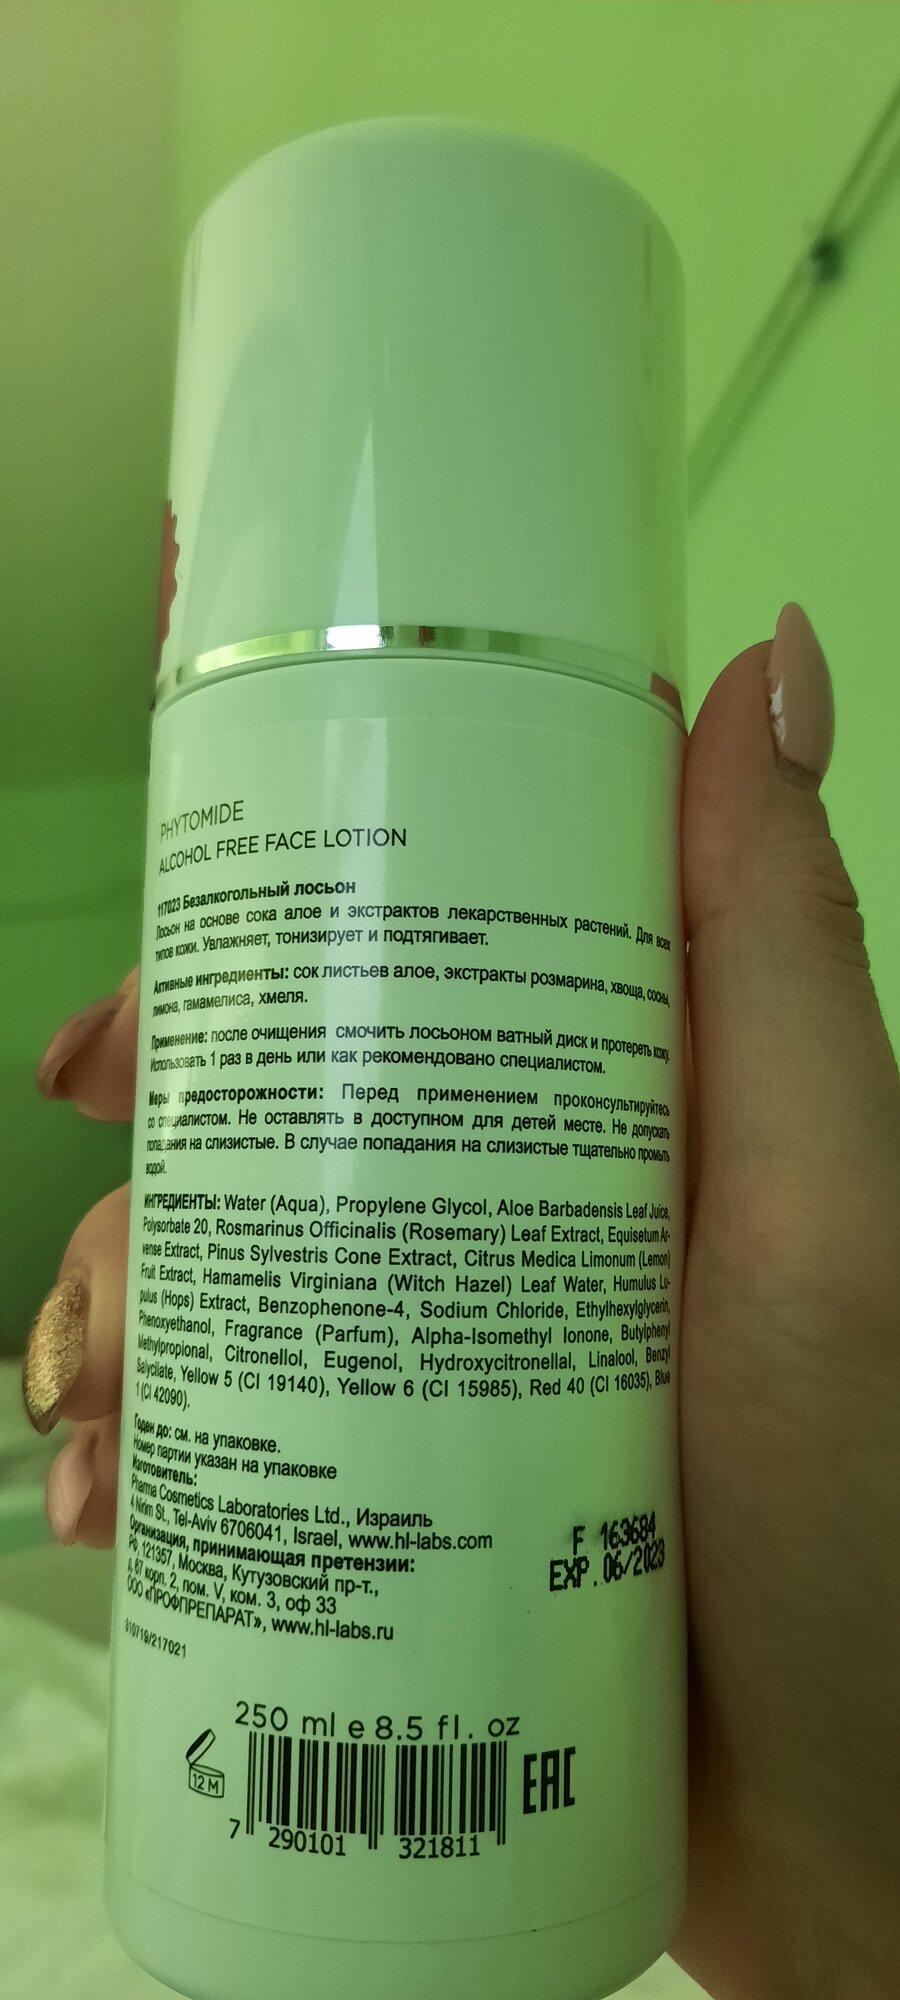 PHYTOMIDE
ALCOHOL FREE FACE LOTION
117023 Безалкогольный лосьон
Лосьон на основе сока алое и экстрактов лекарственных растений. Для всех
типов кожи. Увлажняет, тонизирует и подтягивает.
Активные ингредиенты: сок листьев алое, экстракты розмарина, хвоща, сосны,
лимона, гамамелиса, хмеля.
Применение: после очищения смочить лосьоном ватный диск и протереть кожу.
Использовать 1 раз в день или как рекомендовано специалистом.
Меры предосторожности: Перед применением проконсультируйтесь
со специалистом. Не оставлять в доступном для детей месте. Не допускать
попадания на слизистые. В случае попадания на слизистые тщательно промыть
водой.
ИНГРЕДИЕНТЫ: Water (Aqua), Propylene Glycol, Aloe Barbadensis Leaf Juice,
Polysorbate 20, Rosmarinus Officinalis (Rosemary) Leaf Extract, Equisetum Ar-
vense Extract, Pinus Sylvestris Cone Extract, Citrus Medica Limonum (Lemon)
Fruit Extract, Hamamelis Virginiana (Witch Hazel) Leaf Water, Humulus Lu-
pulus (Hops) Extract, Benzophenone-4, Sodium Chloride, Ethylhexylglycerin,
Phenoxyethanol, Fragrance (Parfum), Alpha-Isomethyl Ionone, Butylphenyl
Methylpropional, Citronellol, Eugenol, Hydroxycitronellal, Linalool, Benzyl
Salycilate, Yellow 5 (CI 19140), Yellow 6 (CI 15985), Red 40 (CI 16035), Blue
1 (CI 42090).
Годен до: см. на упаковке.
Номер партии указан на упаковке
Изготовитель:
Pharma Cosmetics Laboratories Ltd., Израиль
4 Nirim St., Tel-Aviv 6706041, Israel, www.hl-labs.com
Организация, принимающая претензии:
РФ, 121357, Москва, Кутузовский пр-т.,
д. 67 корп. 2, пом. V, ком. 3, оф 33
ООО «ПРОФПРЕПАРАТ», www.hl-labs.ru
310719/217021
F 163684
EXP. 06/2023
250 ml e 8.5 fl. oz
12 M
EAC
7 290101 321811